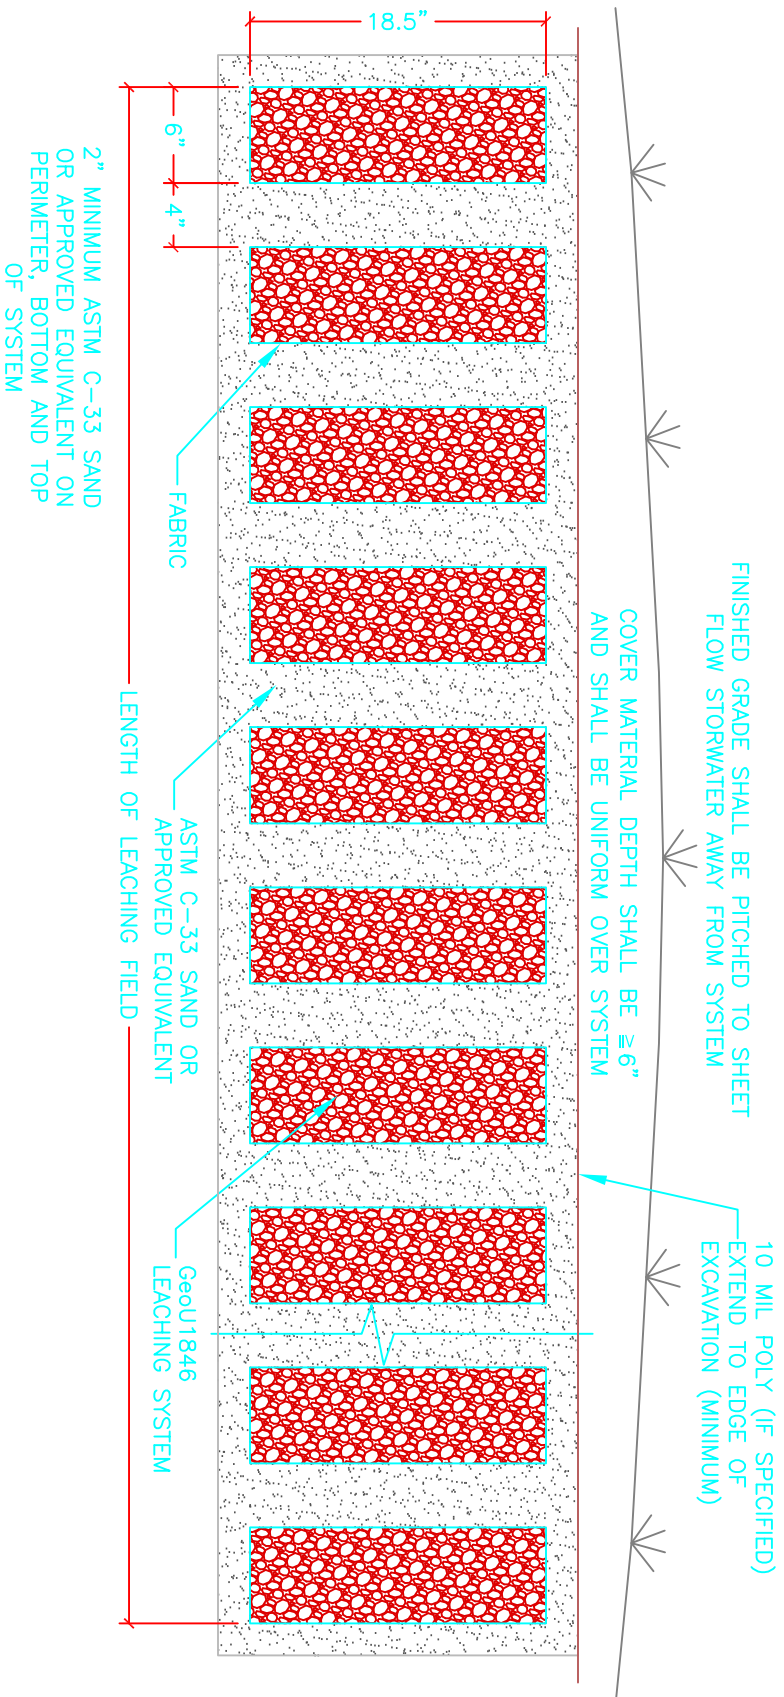 FINISHED GRADE SHALL BE PITCHED TO SHEET
FLOW STORWATER AWAY FROM SYSTEM
10 MIL POLY (IF SPECIFIED)
EXTEND TO EDGE OF
EXCAVATION (MINIMUM)
COVER MATERIAL DEPTH SHALL BE ≥6"
AND SHALL BE UNIFORM OVER SYSTEM
18.5"
6"
4"
FABRIC
ASTM C-33 SAND OR
APPROVED EQUIVALENT
GeoU1846
LEACHING SYSTEM
LENGTH OF LEACHING FIELD
2" MINIMUM ASTM C-33 SAND
OR APPROVED EQUIVALENT ON
PERIMETER, BOTTOM AND TOP
OF SYSTEM